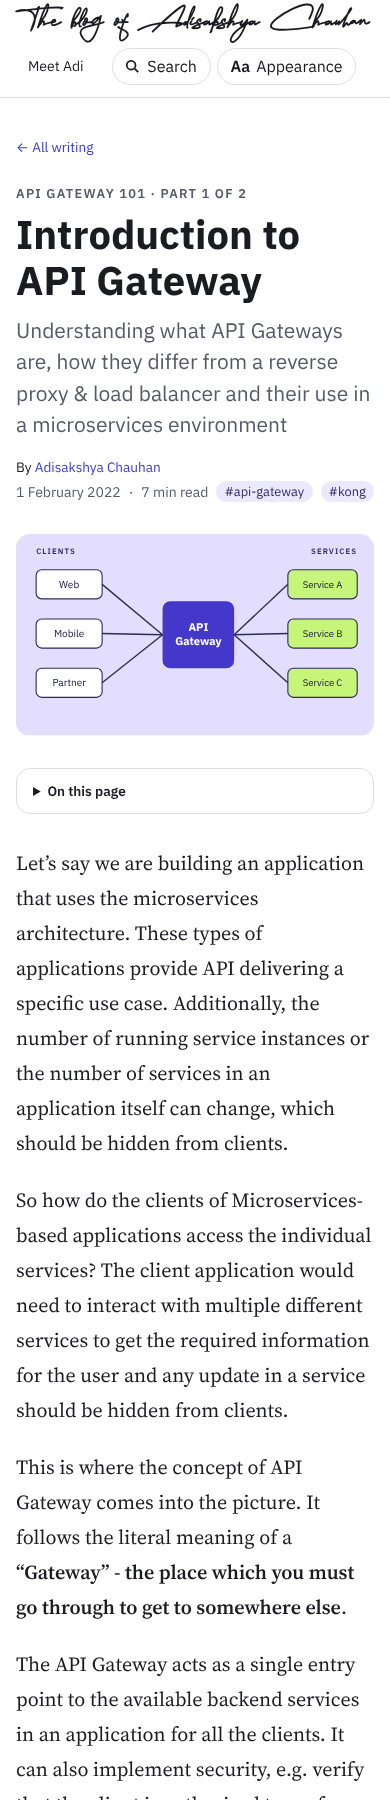 The blog of Adisakshya Chauhan
Meet Adi
Search
Aa Appearance
← All writing
API GATEWAY 101 · PART 1 OF 2
Introduction to
API Gateway
Understanding what API Gateways
are, how they differ from a reverse
proxy & load balancer and their use in
a microservices environment
By Adisakshya Chauhan
1 February 2022 · 7 min read #api-gateway #kong
CLIENTS
SERVICES
Web
Mobile
Partner
API
Gateway
Service A
Service B
Service C
On this page
Let’s say we are building an application
that uses the microservices
architecture. These types of
applications provide API delivering a
specific use case. Additionally, the
number of running service instances or
the number of services in an
application itself can change, which
should be hidden from clients.
So how do the clients of Microservices-
based applications access the individual
services? The client application would
need to interact with multiple different
services to get the required information
for the user and any update in a service
should be hidden from clients.
This is where the concept of API
Gateway comes into the picture. It
follows the literal meaning of a
“Gateway” - the place which you must
go through to get to somewhere else.
The API Gateway acts as a single entry
point to the available backend services
in an application for all the clients. It
can also implement security, e.g. verify